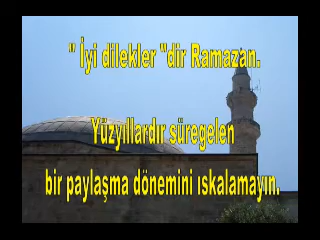 " İyi dilekler "dir Ramazan.
Yüzyıllardır süregelen
bir paylaşma dönemini ıskalamayın.